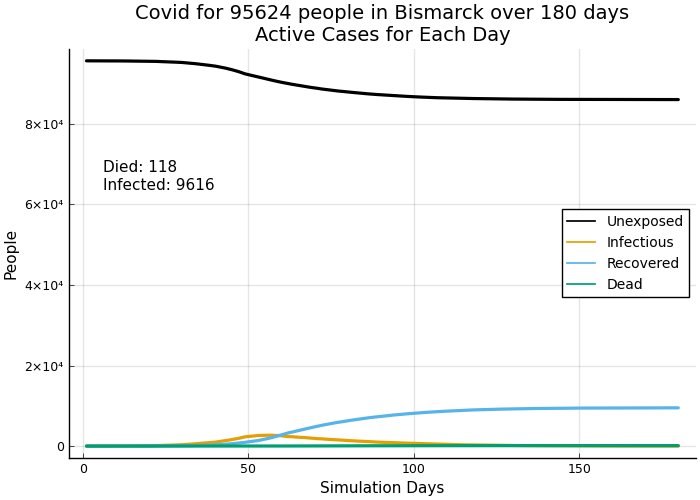 Covid for 95624 people in Bismarck over 180 days
Active Cases for Each Day
8×10⁴
6×10⁴
4×10⁴
2×10⁴
0
People
Died: 118
Infected: 9616
Unexposed
Infectious
Recovered
Dead
0 50 100 150
Simulation Days